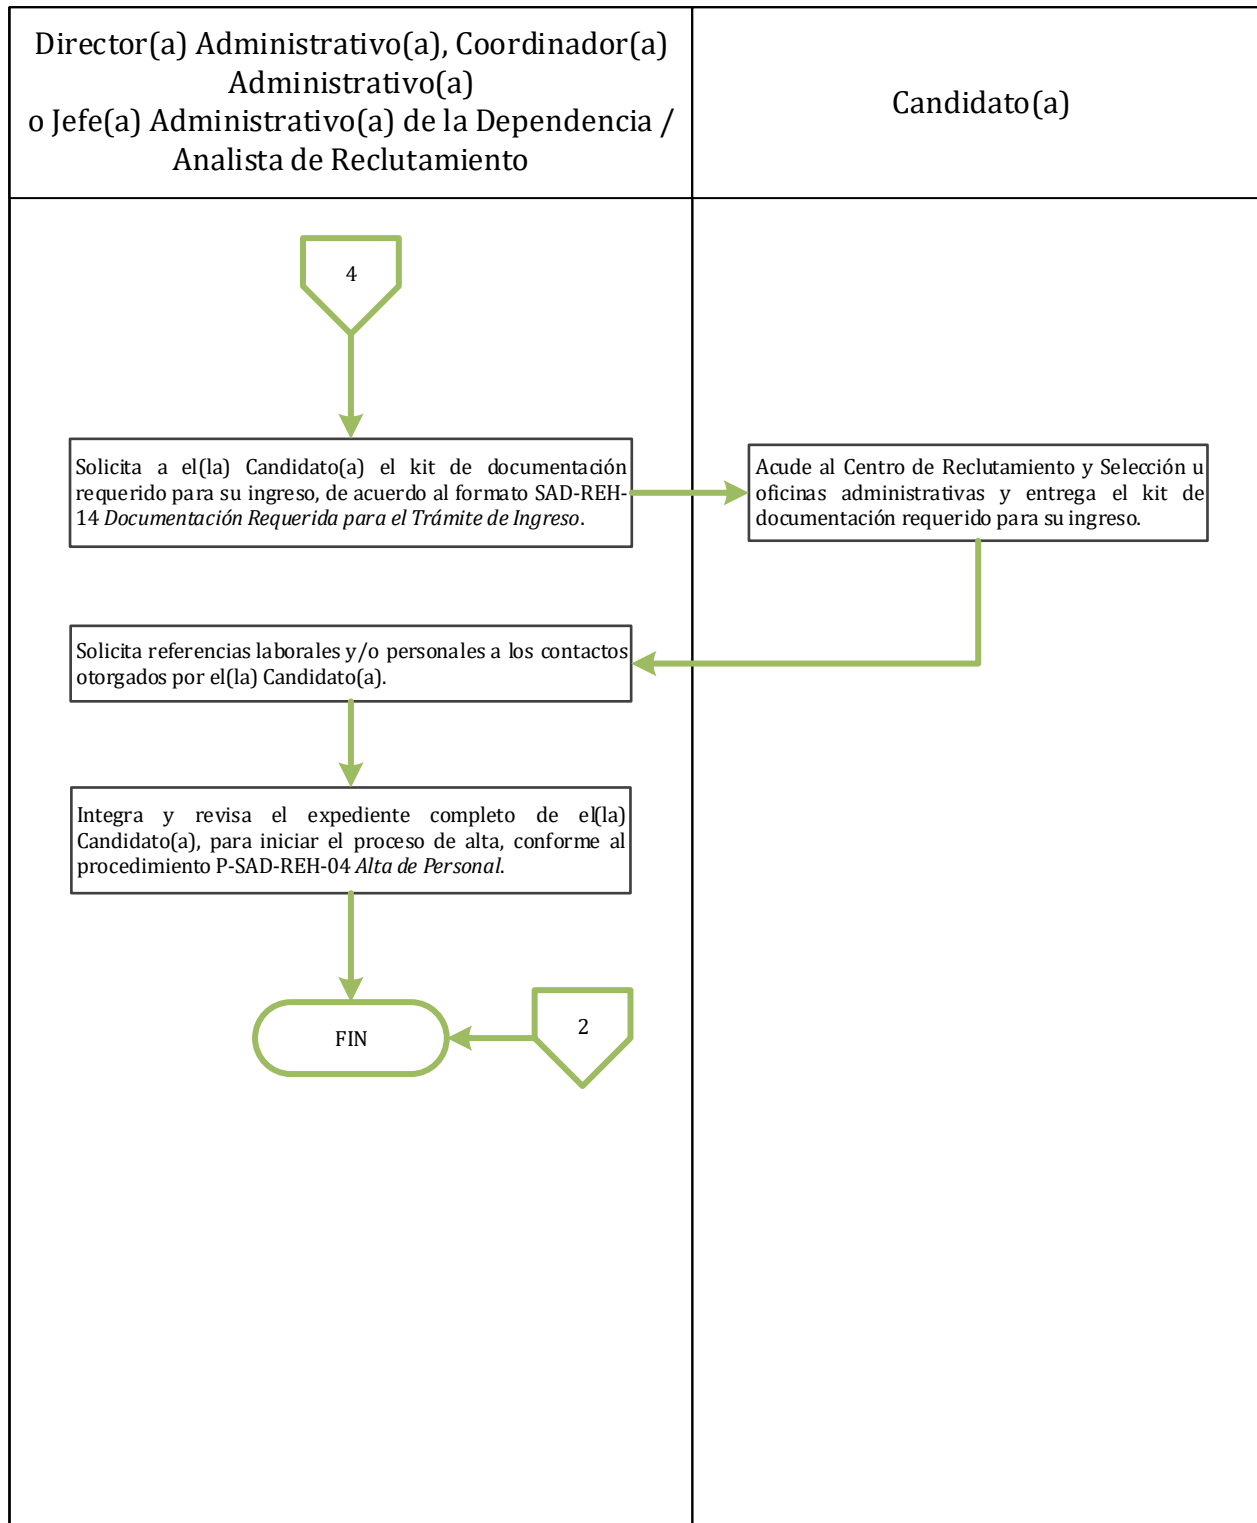 Director(a) Administrativo(a), Coordinador(a)
Administrativo(a)
o Jefe(a) Administrativo(a) de la Dependencia /
Analista de Reclutamiento
Candidato(a)
4
Solicita a el(la) Candidato(a) el kit de documentación
requerido para su ingreso, de acuerdo al formato SAD-REH-
14 Documentación Requerida para el Trámite de Ingreso.
Acude al Centro de Reclutamiento y Selección u
oficinas administrativas y entrega el kit de
documentación requerido para su ingreso.
Solicita referencias laborales y/o personales a los contactos
otorgados por el(la) Candidato(a).
Integra y revisa el expediente completo de el(la)
Candidato(a), para iniciar el proceso de alta, conforme al
procedimiento P-SAD-REH-04 Alta de Personal.
FIN
2